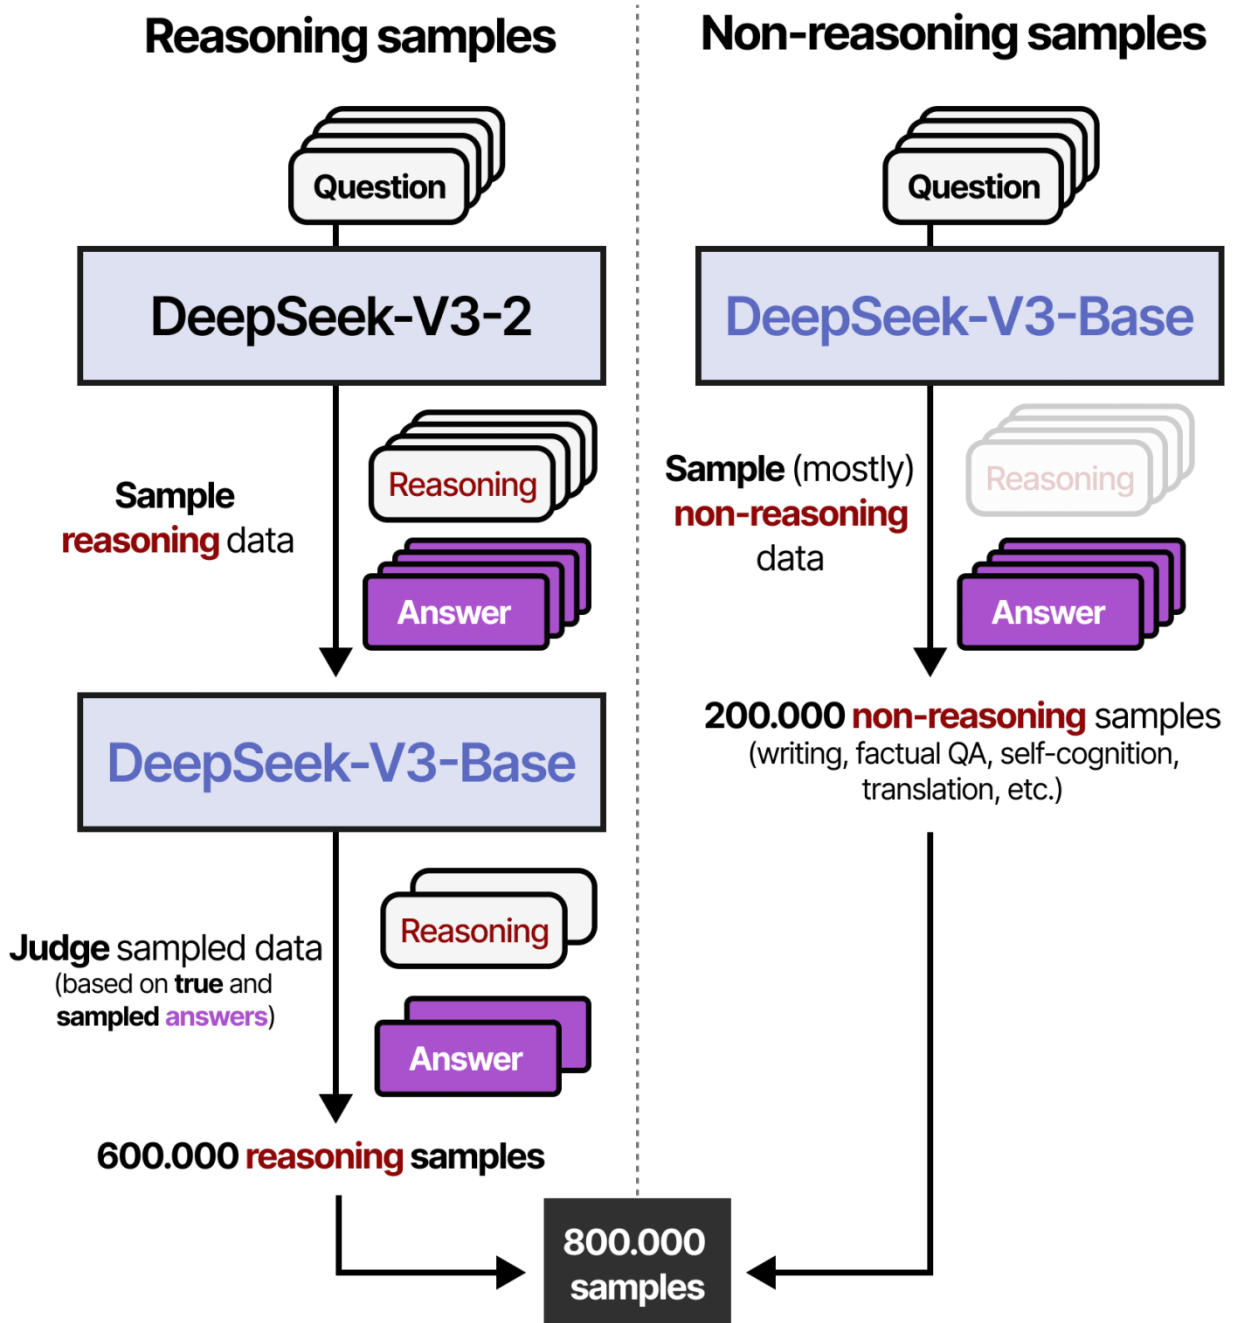 Reasoning samples
Question
DeepSeek-V3-2
Sample
reasoning data
Reasoning
Answer
DeepSeek-V3-Base
Judge sampled data
(based on true and
sampled answers)
Reasoning
Answer
600.000 reasoning samples
Non-reasoning samples
Question
DeepSeek-V3-Base
Sample (mostly)
non-reasoning
data
Reasoning
Answer
200.000 non-reasoning samples
(writing, factual QA, self-cognition,
translation, etc.)
800.000
samples